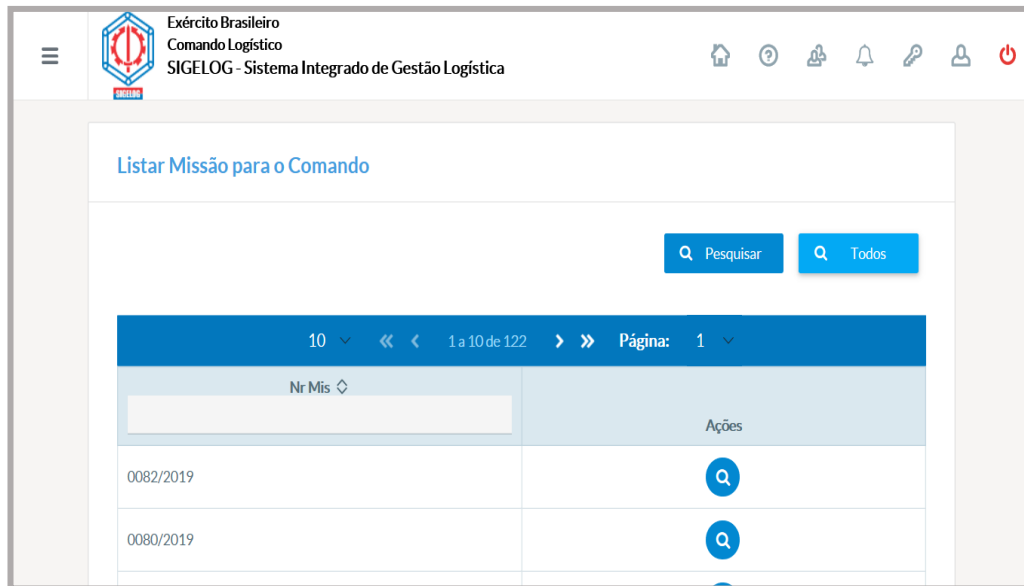 Exército Brasileiro
Comando Logístico
SIGELOG - Sistema Integrado de Gestão Logística
SIGELOG
Listar Missão para o Comando
Pesquisar
Todos
10 1 a 10 de 122 Página: 1
Nr Mis
Ações
0082/2019
0080/2019